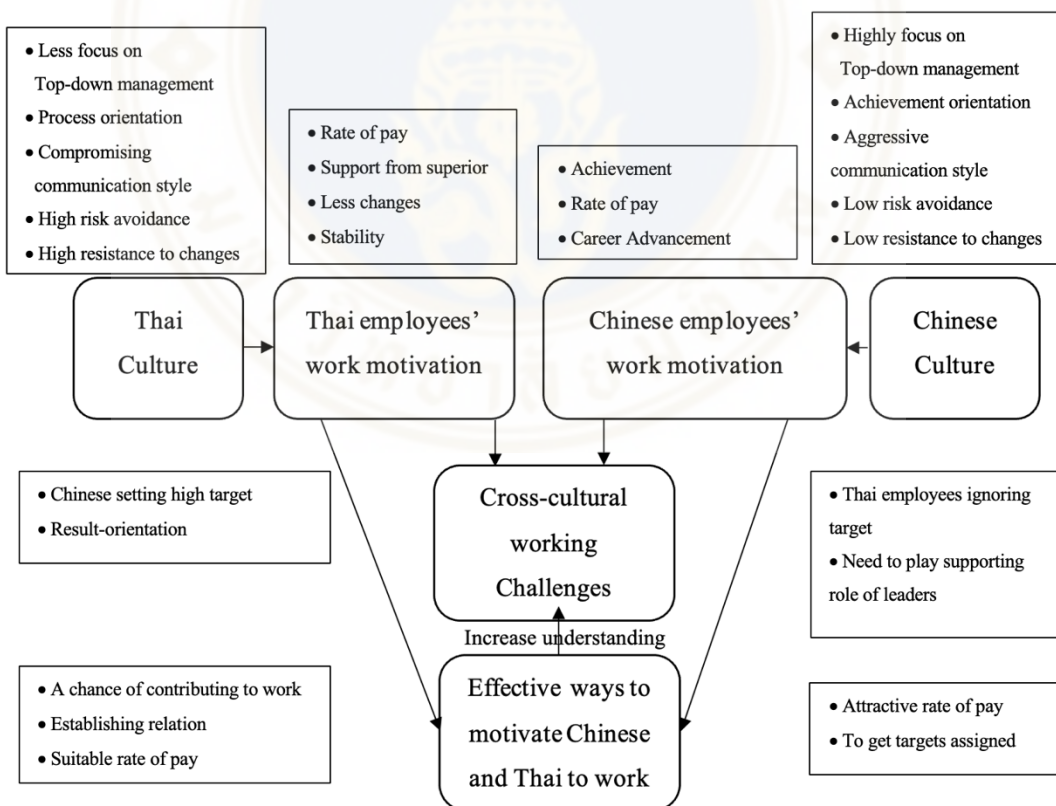 • Less focus on
Top-down management
• Process orientation
• Compromising
communication style
• High risk avoidance
• High resistance to changes
• Rate of pay
• Support from superior
• Less changes
• Stability
• Achievement
• Rate of pay
• Career Advancement
• Highly focus on
Top-down management
• Achievement orientation
• Aggressive
communication style
• Low risk avoidance
• Low resistance to changes
Thai
Culture
Thai employees’
work motivation
Chinese employees’
work motivation
Chinese
Culture
• Chinese setting high target
• Result-orientation
Cross-cultural
working
Challenges
• Thai employees ignoring
target
• Need to play supporting
role of leaders
Increase understanding
• A chance of contributing to work
• Establishing relation
• Suitable rate of pay
Effective ways to
motivate Chinese
and Thai to work
• Attractive rate of pay
• To get targets assigned